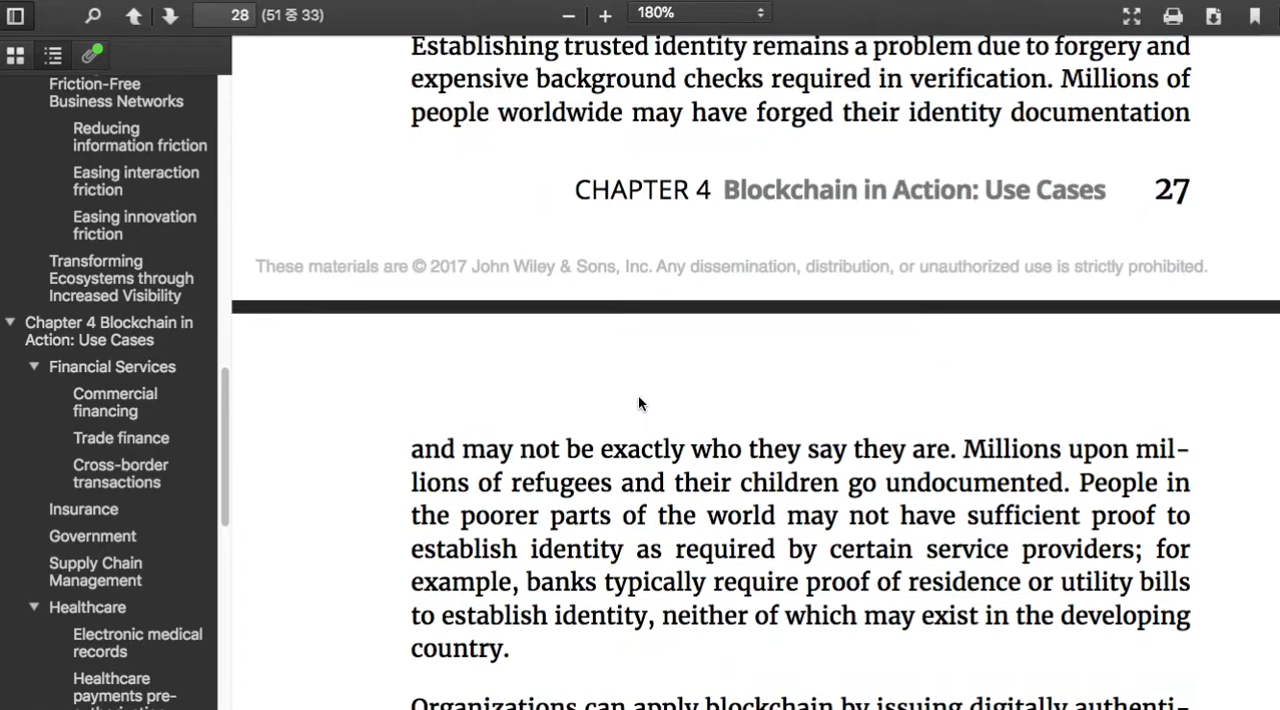 28 (51 중 33)
180%
Friction-Free
Business Networks
Reducing
information friction
Easing interaction
friction
Easing innovation
friction
Transforming
Ecosystems through
Increased Visibility
Chapter 4 Blockchain in
Action: Use Cases
Financial Services
Commercial
financing
Trade finance
Cross-border
transactions
Insurance
Government
Supply Chain
Management
Healthcare
Electronic medical
records
Healthcare
payments pre-
Establishing trusted identity remains a problem due to forgery and
expensive background checks required in verification. Millions of
people worldwide may have forged their identity documentation
CHAPTER 4 Blockchain in Action: Use Cases 27
These materials are © 2017 John Wiley & Sons, Inc. Any dissemination, distribution, or unauthorized use is strictly prohibited.
and may not be exactly who they say they are. Millions upon mil-
lions of refugees and their children go undocumented. People in
the poorer parts of the world may not have sufficient proof to
establish identity as required by certain service providers; for
example, banks typically require proof of residence or utility bills
to establish identity, neither of which may exist in the developing
country.
Organizations can apply blockchain by issuing digitally authenti-